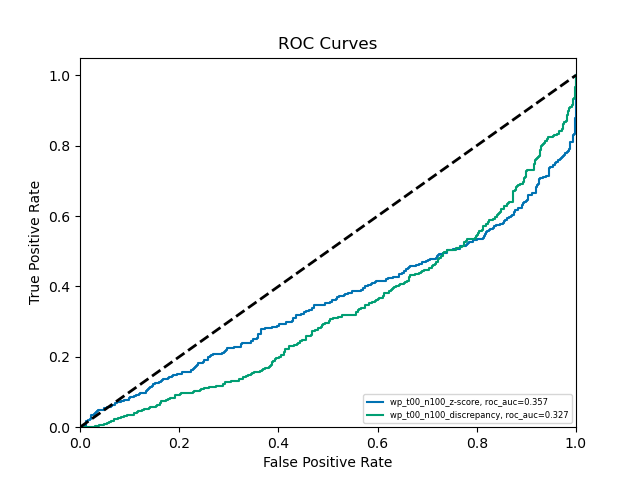 ROC Curves
True Positive Rate
1.0
0.8
0.6
0.4
0.2
0.0
0.0 0.2 0.4 0.6 0.8 1.0
False Positive Rate
wp_t00_n100_z-score, roc_auc=0.357
wp_t00_n100_discrepancy, roc_auc=0.327